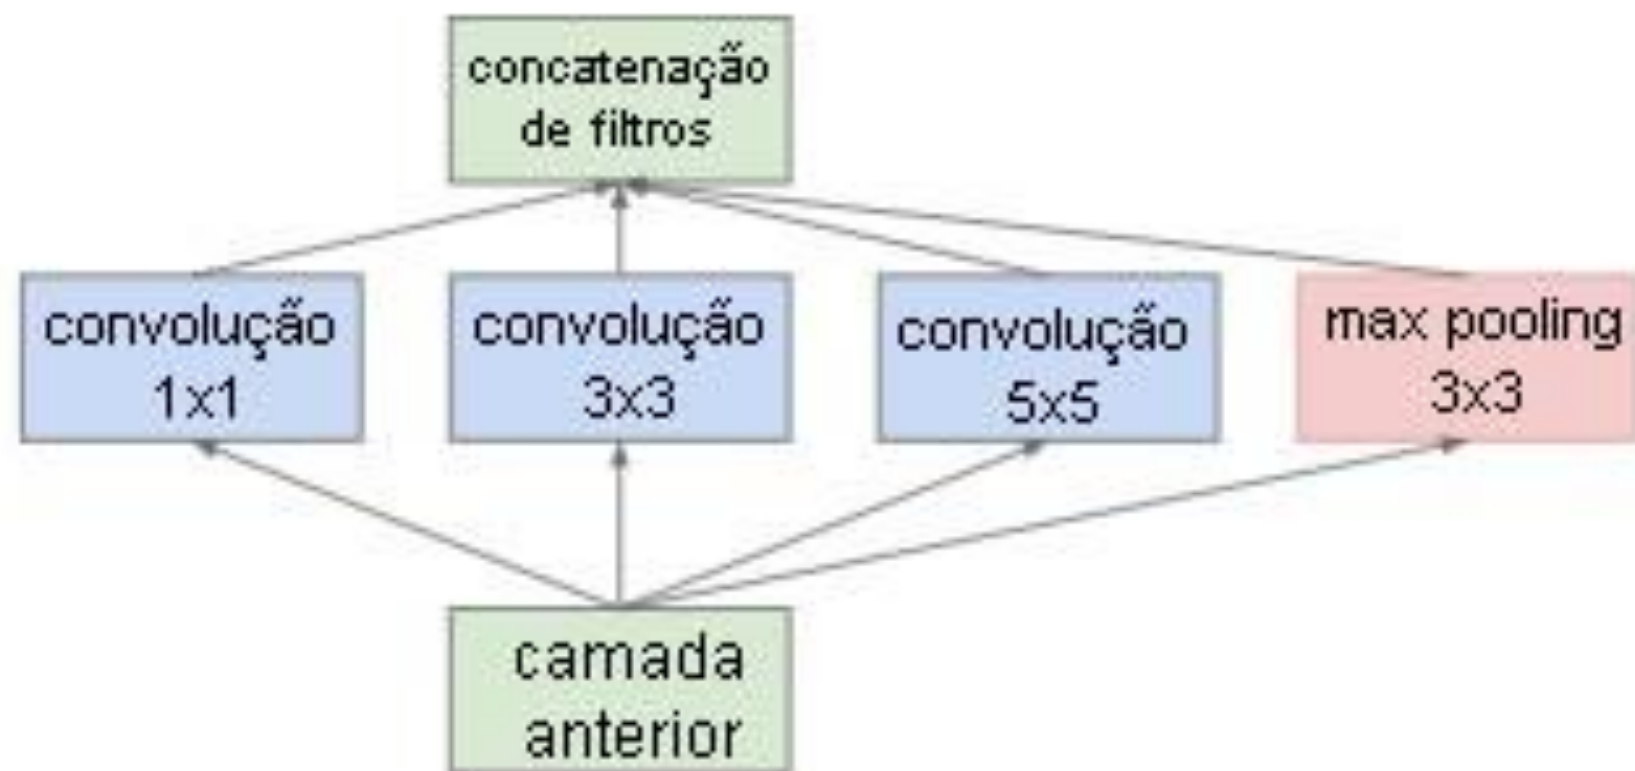 concatenação
de filtros
convolução
1x1
convolução
3x3
convolução
5x5
max pooling
3x3
camada
anterior